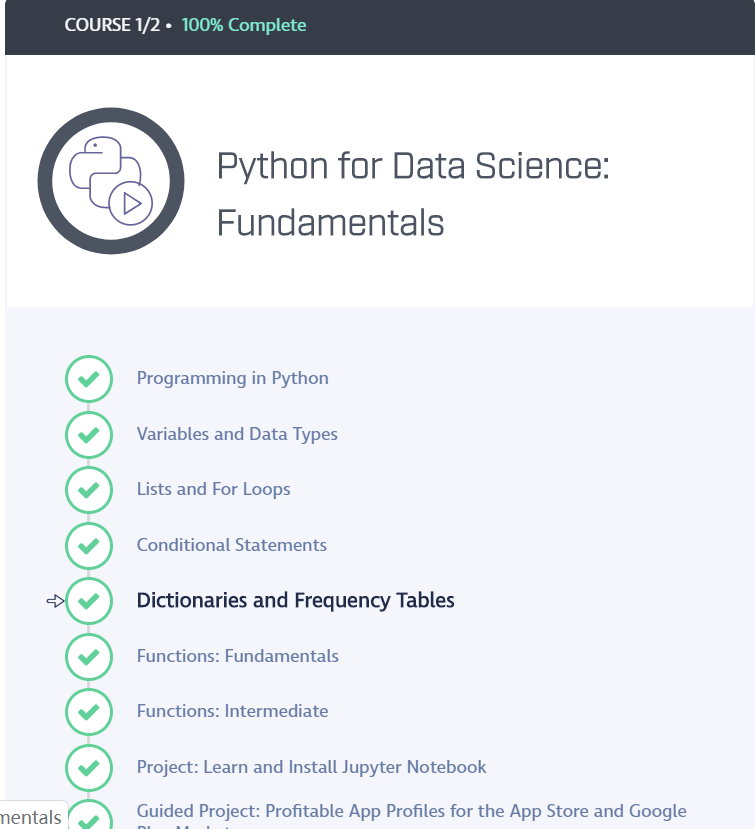 COURSE 1/2 • 100% Complete
Python for Data Science:
Fundamentals
Programming in Python
Variables and Data Types
Lists and For Loops
Conditional Statements
Dictionaries and Frequency Tables
Functions: Fundamentals
Functions: Intermediate
Project: Learn and Install Jupyter Notebook
Guided Project: Profitable App Profiles for the App Store and Google
mentals